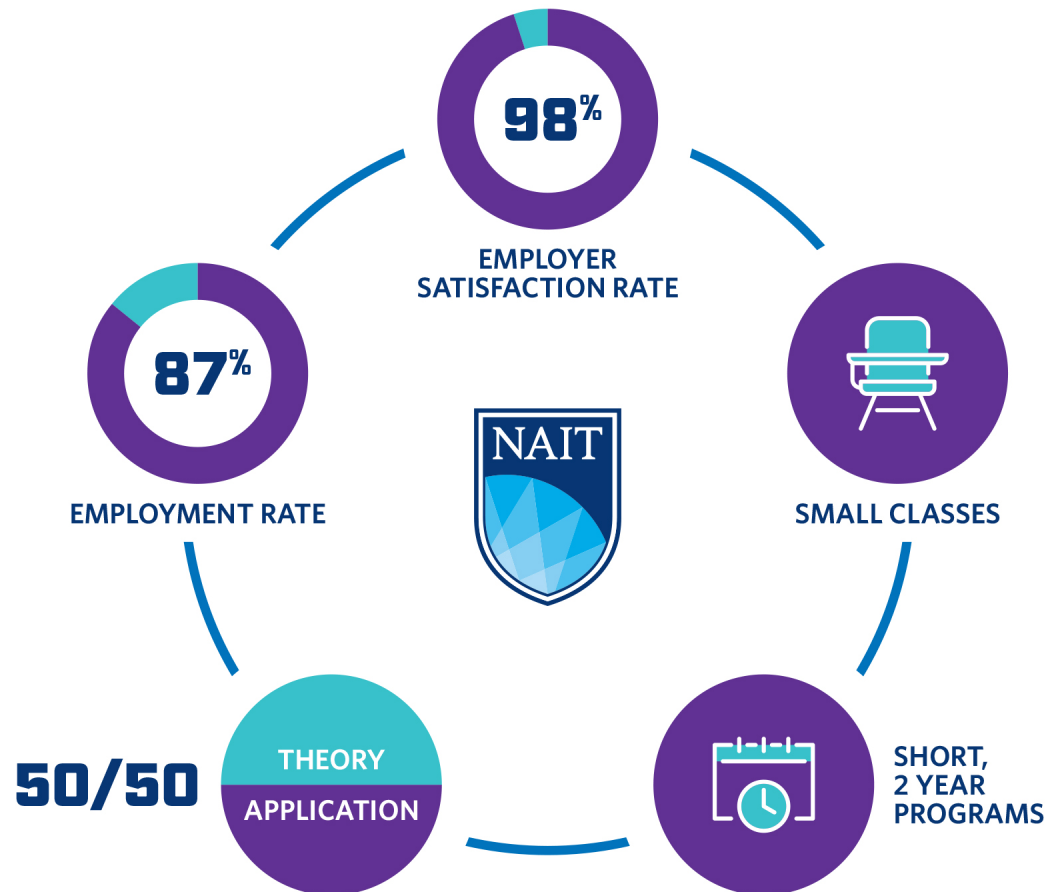 98%
EMPLOYER
SATISFACTION RATE
87%
EMPLOYMENT RATE
NAIT
SMALL CLASSES
50/50
THEORY
APPLICATION
SHORT,
2 YEAR
PROGRAMS